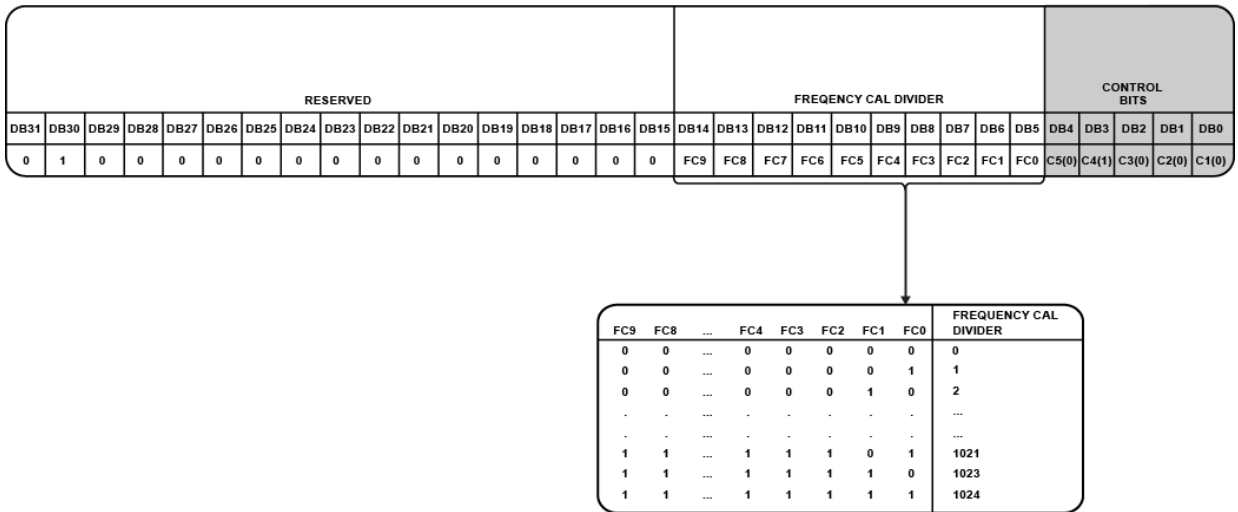 RESERVED FREQENCY CAL DIVIDER CONTROL
BITS
DB31 DB30 DB29 DB28 DB27 DB26 DB25 DB24 DB23 DB22 DB21 DB20 DB19 DB18 DB17 DB16 DB15 DB14 DB13 DB12 DB11 DB10 DB9 DB8 DB7 DB6 DB5 DB4 DB3 DB2 DB1 DB0
0 1 0 0 0 0 0 0 0 0 0 0 0 0 0 0 0 FC9 FC8 FC7 FC6 FC5 FC4 FC3 FC2 FC1 FC0 C5(0) C4(1) C3(0) C2(0) C1(0)
FREQUENCY CAL
FC9 FC8 ... FC4 FC3 FC2 FC1 FC0 DIVIDER
0 0 ... 0 0 0 0 0 0
0 0 ... 0 0 0 0 1 1
0 0 ... 0 0 0 1 0 2
. . ... . . . . . ...
. . ... . . . . . ...
1 1 ... 1 1 1 0 1 1021
1 1 ... 1 1 1 1 0 1023
1 1 ... 1 1 1 1 1 1024